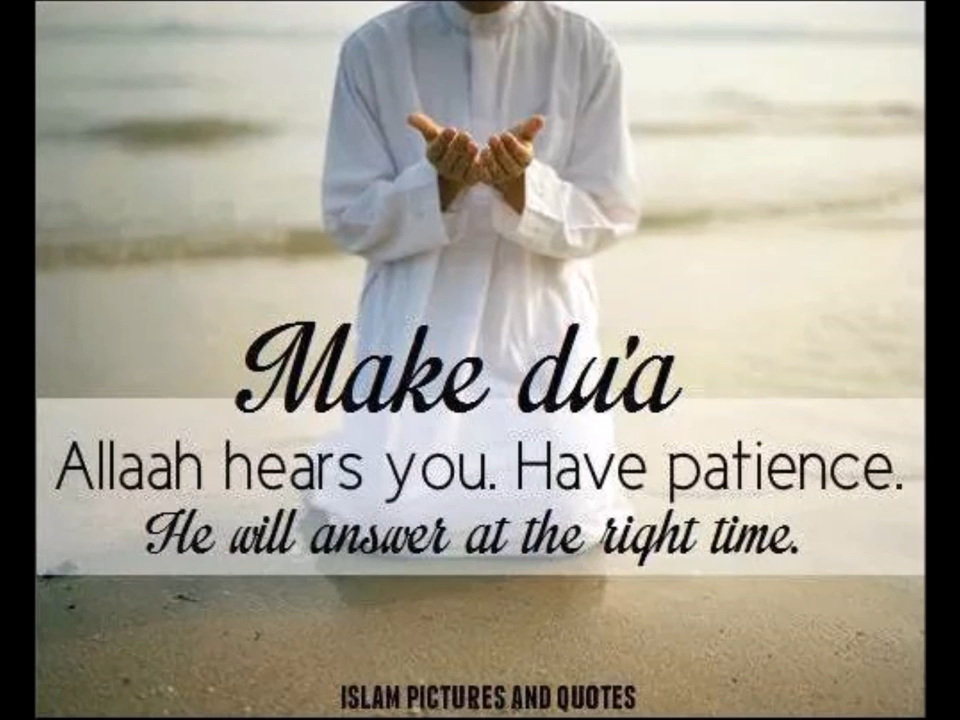 Make du'a
Allaah hears you. Have patience.
He will answer at the right time.
ISLAM PICTURES AND QUOTES